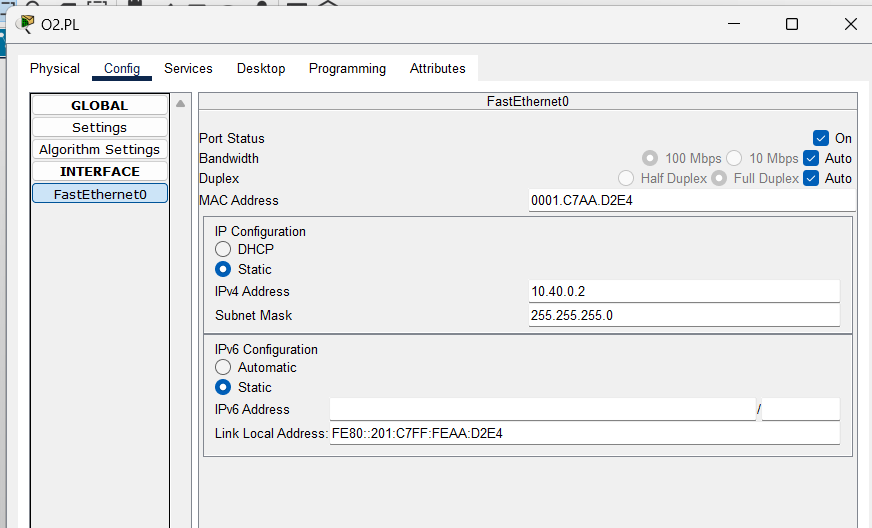 O2.PL
Physical Config Services Desktop Programming Attributes
GLOBAL
Settings
Algorithm Settings
INTERFACE
FastEthernet0
FastEthernet0
Port Status On
Bandwidth 100 Mbps 10 Mbps Auto
Duplex Half Duplex Full Duplex Auto
MAC Address 0001.C7AA.D2E4
IP Configuration
DHCP
Static
IPv4 Address 10.40.0.2
Subnet Mask 255.255.255.0
IPv6 Configuration
Automatic
Static
IPv6 Address /
Link Local Address: FE80::201:C7FF:FEAA:D2E4